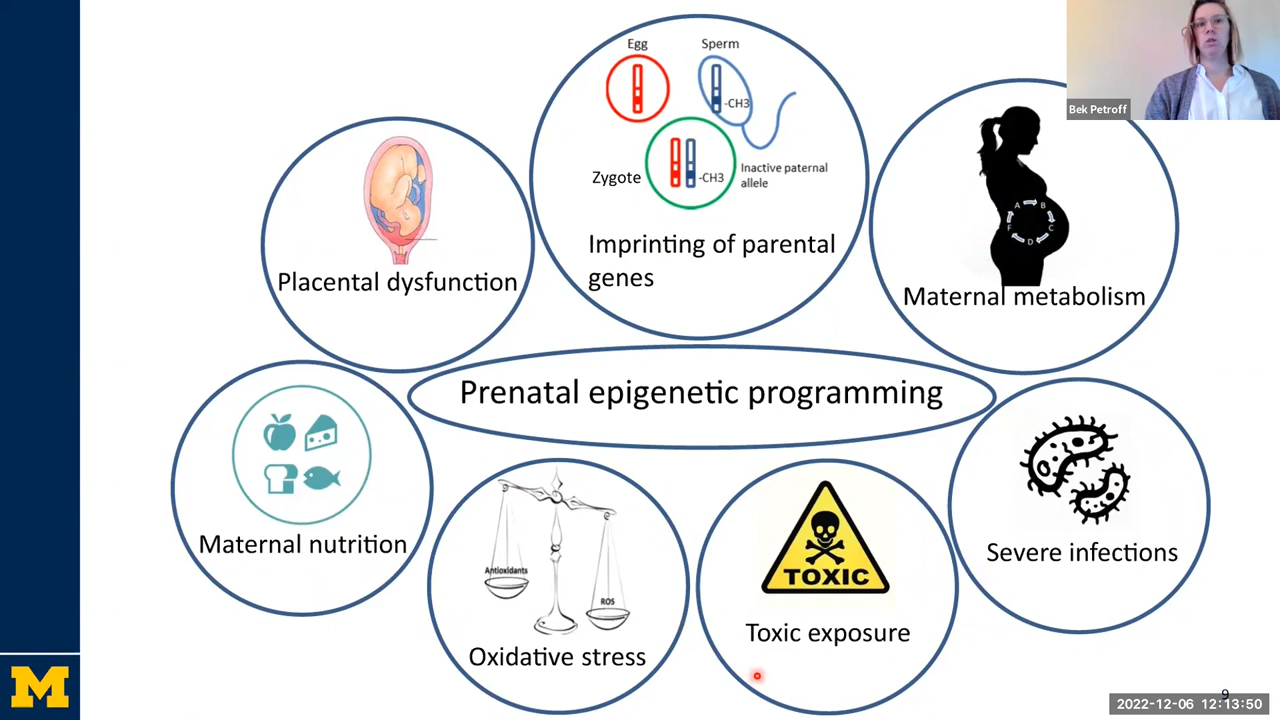 Egg
Sperm
-CH3
Zygote
-CH3
Inactive paternal
allele
Imprinting of parental
genes
Bek Petroff
A
B
C
D
F
Maternal metabolism
Placental dysfunction
Prenatal epigenetic programming
Maternal nutrition
Antioxidants
ROS
Oxidative stress
TOXIC
Toxic exposure
Severe infections
M
9
2022-12-06 12:13:50